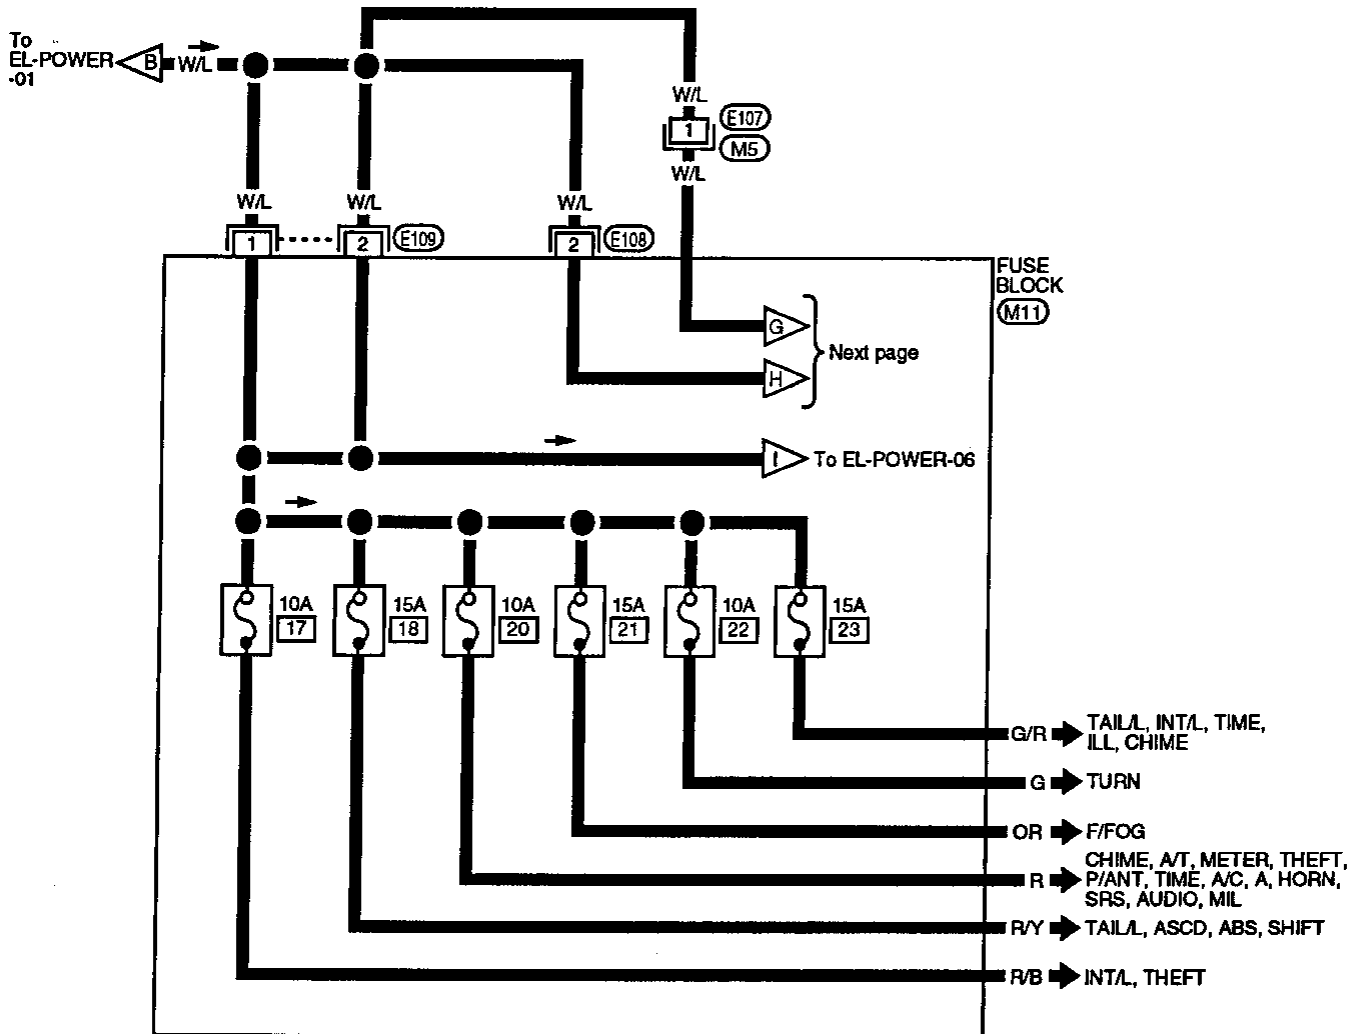 To
EL-POWER
-01
B
W/L
W/L
1
E107
M5
W/L
W/L
W/L
W/L
1
2
E109
2
E108
FUSE
BLOCK
M11
G
H
Next page
I
To EL-POWER-06
10A
17
15A
18
10A
20
15A
21
10A
22
15A
23
G/R
TAIL/L, INT/L, TIME,
ILL, CHIME
G
TURN
OR
F/FOG
R
CHIME, A/T, METER, THEFT,
P/ANT, TIME, A/C, A, HORN,
SRS, AUDIO, MIL
R/Y
TAIL/L, ASCD, ABS, SHIFT
R/B
INT/L, THEFT